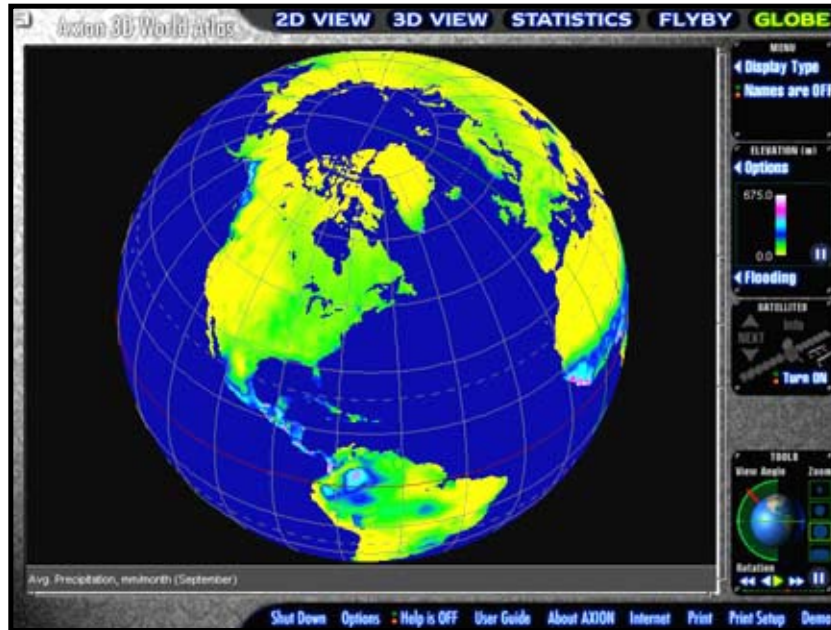 2D VIEW 3D VIEW STATISTICS FLYBY GLOBE
Axion 3D World Atlas
MENU
Display Type
Names are OFF
ELEVATION (m)
Options
675.0
0.0
Flooding
SATELLITES
Info
NEXT
Turn ON
TOOLS
View Angle Zoom
Rotation
Avg. Precipitation, mm/month (September)
Shut Down Options Help is OFF User Guide About AXION Internet Print Print Setup Demo